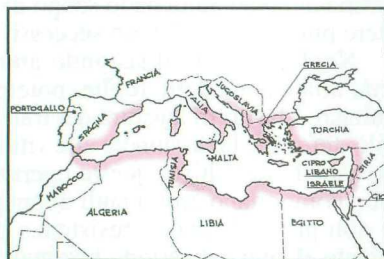 GRECIA
FRANCIA
ITALIA
JUGOSLAVIA
PORTOGALLO
SPAGNA
TURCHIA
MALTA
CIPRO
LIBANO
ISRAELE
SIRIA
TUNISIA
MAROCCO
ALGERIA
LIBIA
EGITTO